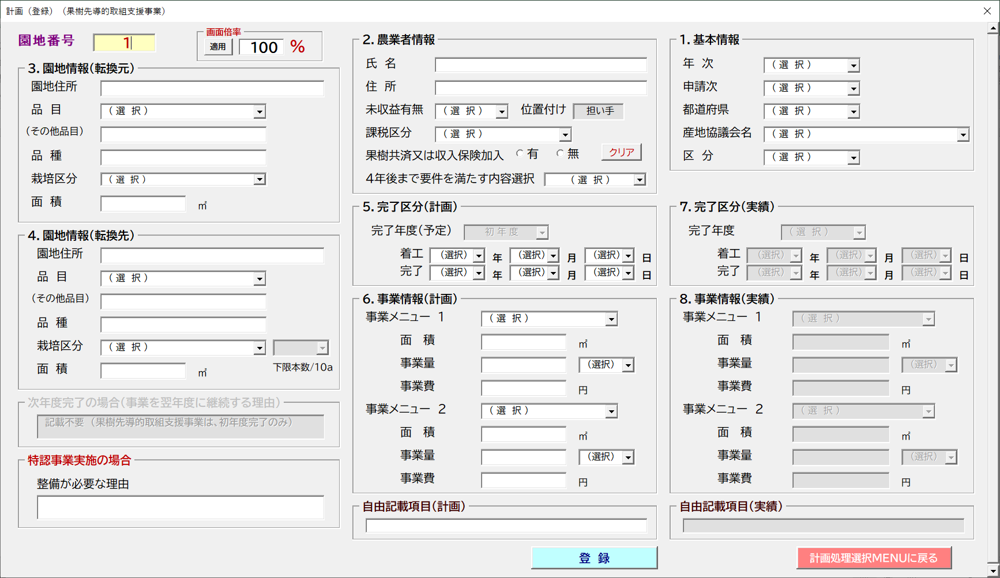 計画（登録）（果樹先導的取組支援事業）
園地番号 1
画面倍率
適用 100 %
3．園地情報（転換元）
園地住所
品 目 （ 選 択 ）
（その他品目）
品 種
栽培区分 （ 選 択 ）
面 積 ㎡
4．園地情報（転換先）
園地住所
品 目 （ 選 択 ）
（その他品目）
品 種
栽培区分 （ 選 択 ）
面 積 ㎡ 下限本数/10a
次年度完了の場合（事業を翌年度に継続する理由）
記載不要（果樹先導的取組支援事業は、初年度完了のみ）
特認事業実施の場合
整備が必要な理由
2．農業者情報
氏 名
住 所
未収益有無 （ 選 択 ） 位置付け 担い手
課税区分 （ 選 択 ）
果樹共済又は収入保険加入 有 無 クリア
4年後まで要件を満たす内容選択 （ 選 択 ）
5．完了区分（計画）
完了年度（予定） 初 年 度
着工 （選択） 年 （選択） 月 （選択） 日
完了 （選択） 年 （選択） 月 （選択） 日
6．事業情報（計画）
事業メニュー 1 （ 選 択 ）
面 積 ㎡
事業量 （選択）
事業費 円
事業メニュー 2 （ 選 択 ）
面 積 ㎡
事業量 （選択）
事業費 円
自由記載項目（計画）
登 録
1．基本情報
年 次 （ 選 択 ）
申請次 （ 選 択 ）
都道府県 （ 選 択 ）
産地協議会名 （ 選 択 ）
区 分 （ 選 択 ）
7．完了区分（実績）
完了年度 （ 選 択 ）
着工 （選択） 年 （選択） 月 （選択） 日
完了 （選択） 年 （選択） 月 （選択） 日
8．事業情報（実績）
事業メニュー 1 （ 選 択 ）
面 積 ㎡
事業量 （選択）
事業費 円
事業メニュー 2 （ 選 択 ）
面 積 ㎡
事業量 （選択）
事業費 円
自由記載項目（実績）
計画処理選択MENUに戻る